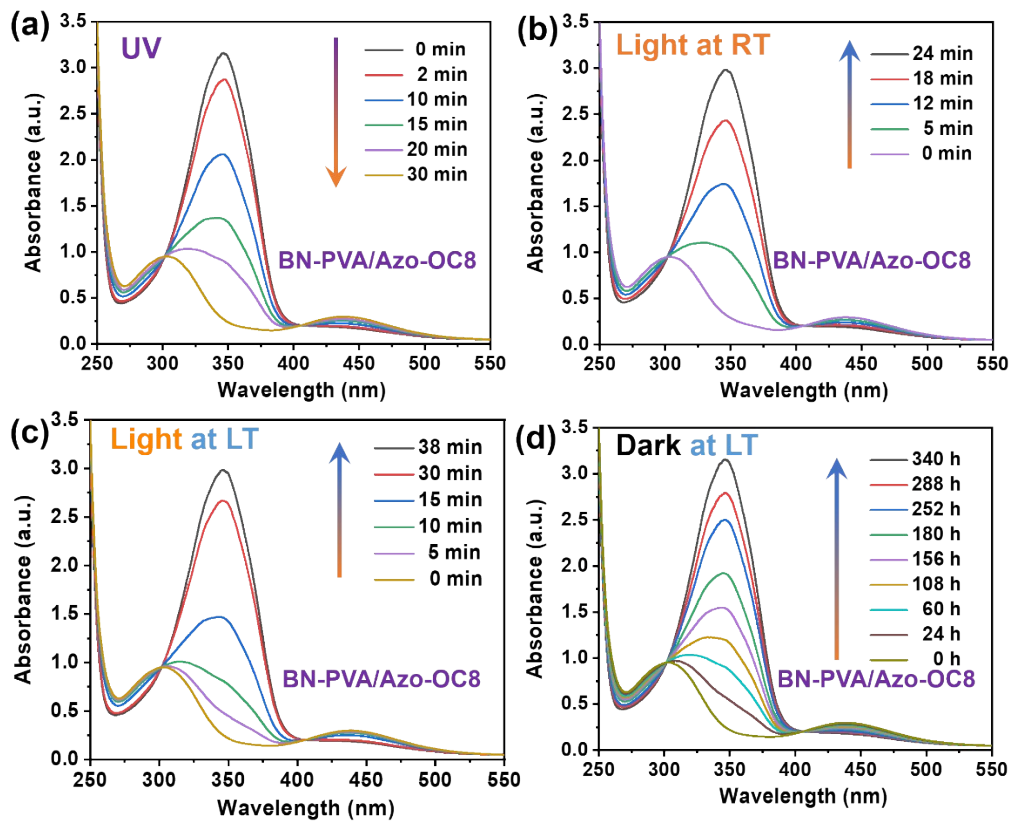 (a)
UV
0 min
2 min
10 min
15 min
20 min
30 min
BN-PVA/Azo-OC8
Absorbance (a.u.)
3.5
3.0
2.5
2.0
1.5
1.0
0.5
0.0
250 300 350 400 450 500 550
Wavelength (nm)
(b)
Light at RT
24 min
18 min
12 min
5 min
0 min
BN-PVA/Azo-OC8
Absorbance (a.u.)
3.5
3.0
2.5
2.0
1.5
1.0
0.5
0.0
250 300 350 400 450 500 550
Wavelength (nm)
(c)
Light at LT
38 min
30 min
15 min
10 min
5 min
0 min
BN-PVA/Azo-OC8
Absorbance (a.u.)
3.5
3.0
2.5
2.0
1.5
1.0
0.5
0.0
250 300 350 400 450 500 550
Wavelength (nm)
(d)
Dark at LT
340 h
288 h
252 h
180 h
156 h
108 h
60 h
24 h
0 h
BN-PVA/Azo-OC8
Absorbance (a.u.)
3.5
3.0
2.5
2.0
1.5
1.0
0.5
0.0
250 300 350 400 450 500 550
Wavelength (nm)